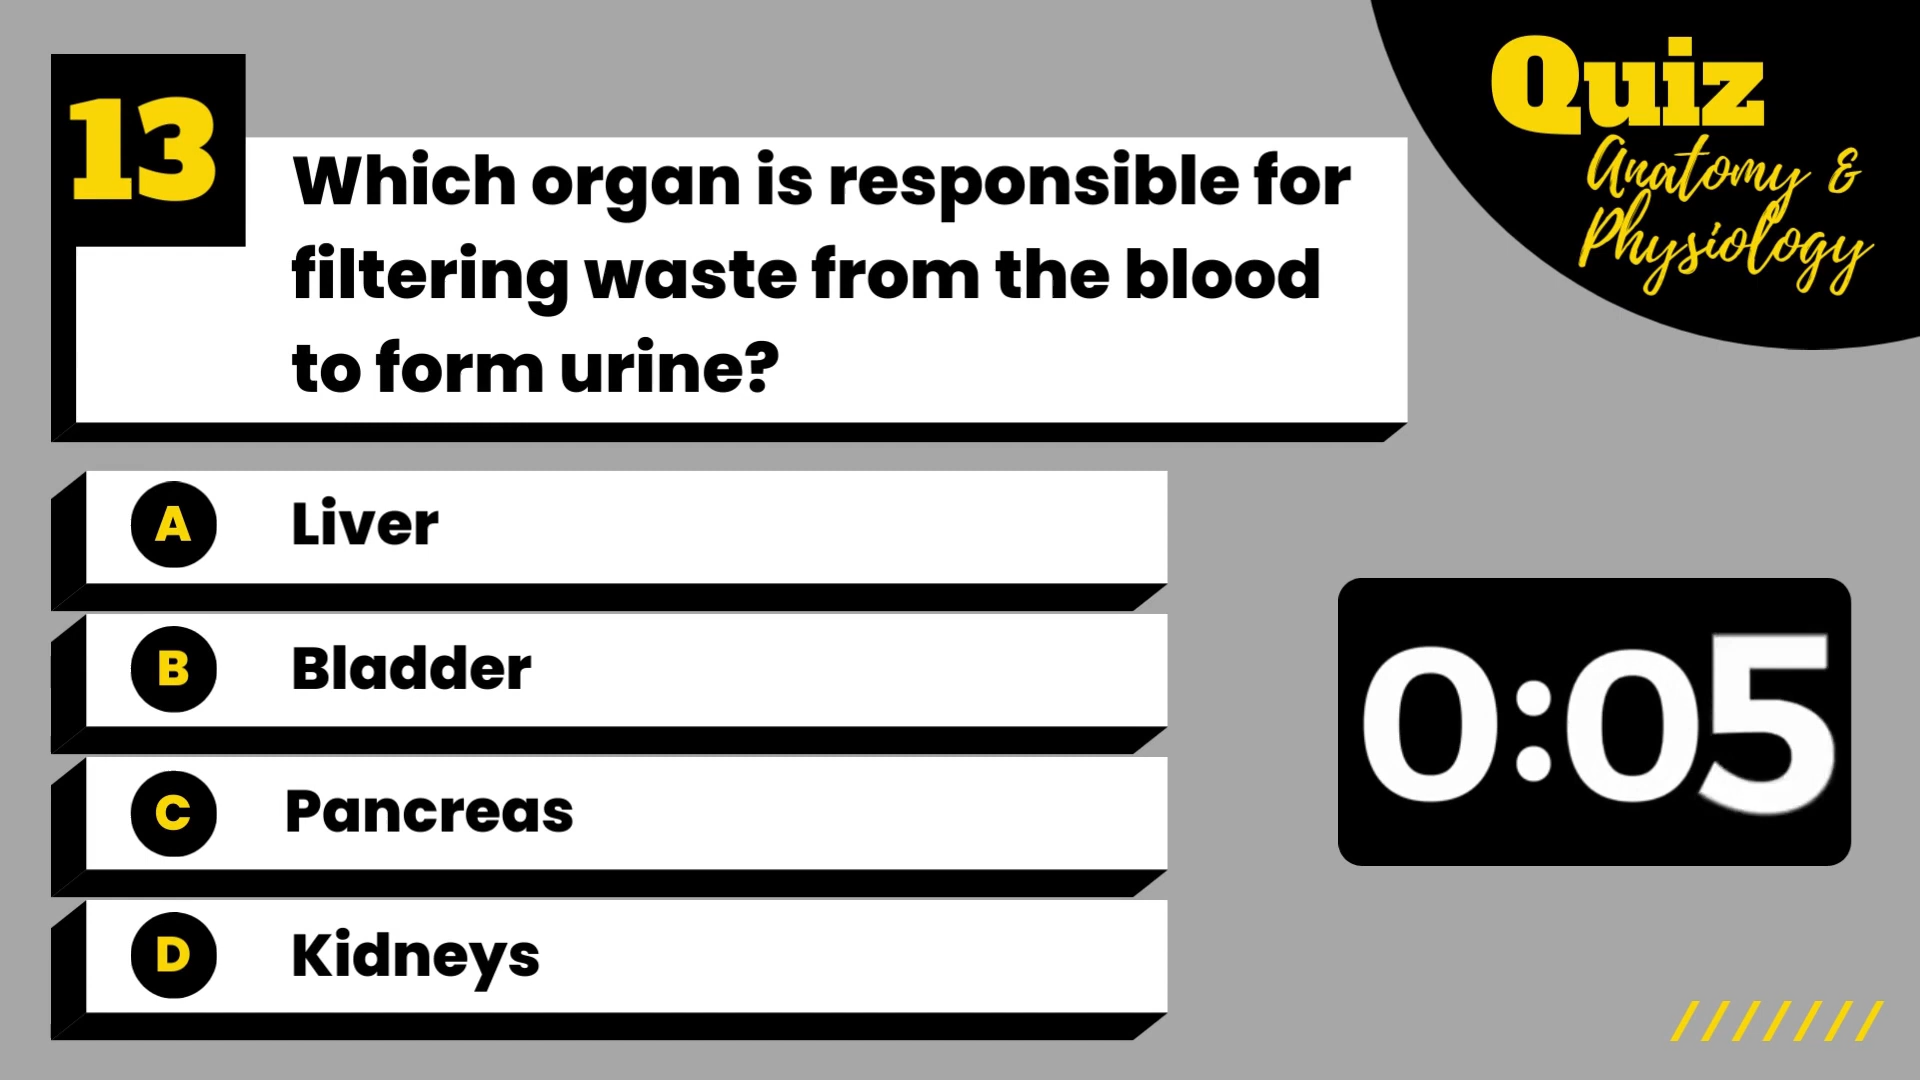 13
Which organ is responsible for
filtering waste from the blood
to form urine?
Quiz
Anatomy &
Physiology
A Liver
B Bladder
C Pancreas
D Kidneys
0:05